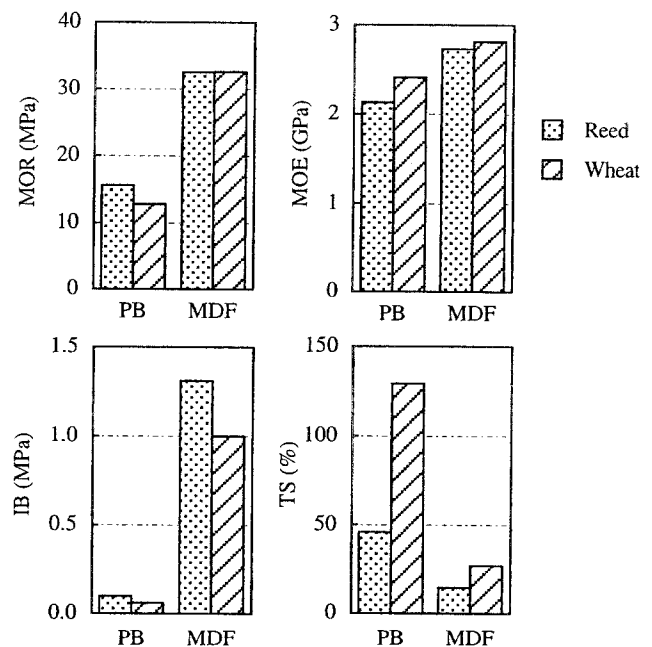 40
30
20
10
0
MOR (MPa)
PB MDF
3
2
1
0
MOE (GPa)
PB MDF
Reed
Wheat
1.5
1.0
0.5
0.0
IB (MPa)
PB MDF
150
100
50
0
TS (%)
PB MDF